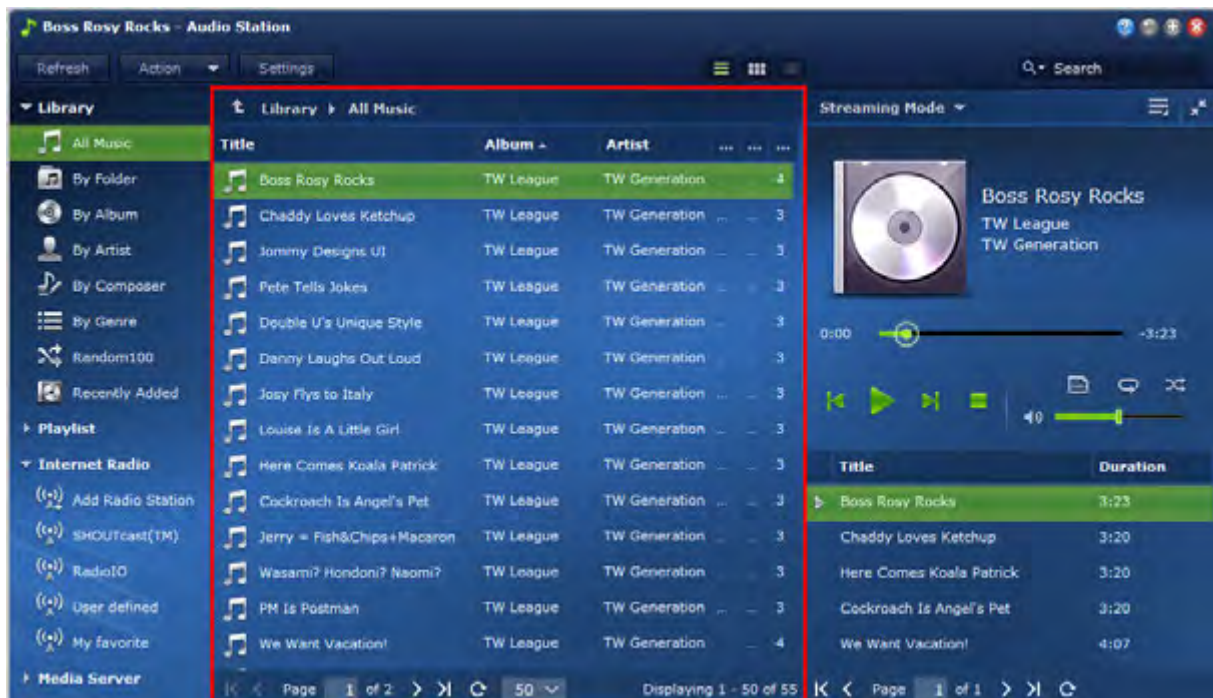 Boss Rosy Rocks - Audio Station
Refresh Action Settings Search
Library
All Music
By Folder
By Album
By Artist
By Composer
By Genre
Random100
Recently Added
Playlist
Internet Radio
Add Radio Station
SHOUTcast(TM)
RadioIO
User defined
My favorite
Media Server
Library All Music
Title Album Artist ... ... ...
Boss Rosy Rocks TW League TW Generation 4
Chaddy Loves Ketchup TW League TW Generation ... ... 3
Jommy Designs UI TW League TW Generation ... ... 3
Pete Tells Jokes TW League TW Generation ... ... 3
Double U's Unique Style TW League TW Generation 3
Danny Laughs Out Loud TW League TW Generation ... ... 3
Josy Flys to Italy TW League TW Generation ... ... 3
Louise Is A Little Girl TW League TW Generation ... ... 3
Here Comes Koala Patrick TW League TW Generation ... ... 3
Cockroach Is Angel's Pet TW League TW Generation ... ... 3
Jerry = Fish&Chips+Macaron TW League TW Generation ... ... 3
Wasami? Hondoni? Naomi? TW League TW Generation ... ... 3
PM Is Postman TW League TW Generation ... ... 3
We Want Vacation! TW League TW Generation ... 4
Page 1 of 2 50 Displaying 1 - 50 of 55
Streaming Mode
Boss Rosy Rocks
TW League
TW Generation
0:00 -3:23
Title Duration
Boss Rosy Rocks 3:23
Chaddy Loves Ketchup 3:20
Here Comes Koala Patrick 3:20
Cockroach Is Angel's Pet 3:20
We Want Vacation! 4:07
Page 1 of 1